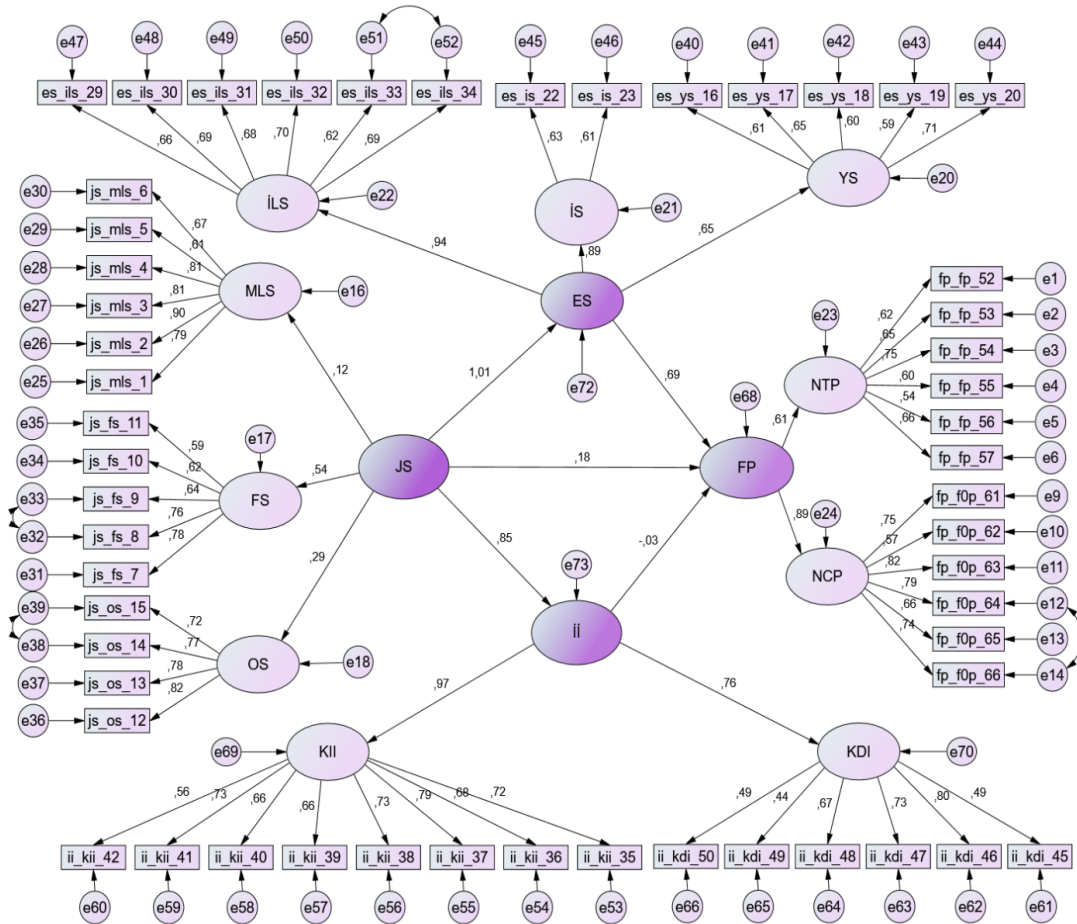 e47 e48 e49 e50 e51 e52 e45 e46 e40 e41 e42 e43 e44
es_ils_29 es_ils_30 es_ils_31 es_ils_32 es_ils_33 es_ils_34 es_is_22 es_is_23 es_ys_16 es_ys_17 es_ys_18 es_ys_19 es_ys_20
,66 ,69 ,68 ,70 ,62 ,69 ,63 ,61 ,61 ,65 ,60 ,59 ,71
İLS e22 İS e21 YS e20
,94 ,89 ,65
e30 js_mls_6 ,67
e29 js_mls_5 ,61
e28 js_mls_4 ,81
e27 js_mls_3 ,81
e26 js_mls_2 ,90
e25 js_mls_1 ,79
MLS e16
ES
e72
,12 1,01 ,69
e23 NTP
,62 fp_fp_52 e1
,65 fp_fp_53 e2
,75 fp_fp_54 e3
,60 fp_fp_55 e4
,54 fp_fp_56 e5
,66 fp_fp_57 e6
e35 js_fs_11 ,59
e34 js_fs_10 ,62
e33 js_fs_9 ,64
e32 js_fs_8 ,76
e31 js_fs_7 ,78
e17 FS
,54 JS ,18 FP e68
,61 ,89
,29 ,85 -,03
e24 NCP
,75 fp_f0p_61 e9
,57 fp_f0p_62 e10
,82 fp_f0p_63 e11
,79 fp_f0p_64 e12
,66 fp_f0p_65 e13
,74 fp_f0p_66 e14
e39 js_os_15 ,72
e38 js_os_14 ,77
e37 js_os_13 ,78
e36 js_os_12 ,82
OS e18
e73
İİ
,97 ,76
e69 KII KDI e70
,56 ,73 ,66 ,66 ,73 ,79 ,68 ,72 ,49 ,44 ,67 ,73 ,80 ,49
ii_kii_42 ii_kii_41 ii_kii_40 ii_kii_39 ii_kii_38 ii_kii_37 ii_kii_36 ii_kii_35 ii_kdi_50 ii_kdi_49 ii_kdi_48 ii_kdi_47 ii_kdi_46 ii_kdi_45
e60 e59 e58 e57 e56 e55 e54 e53 e66 e65 e64 e63 e62 e61